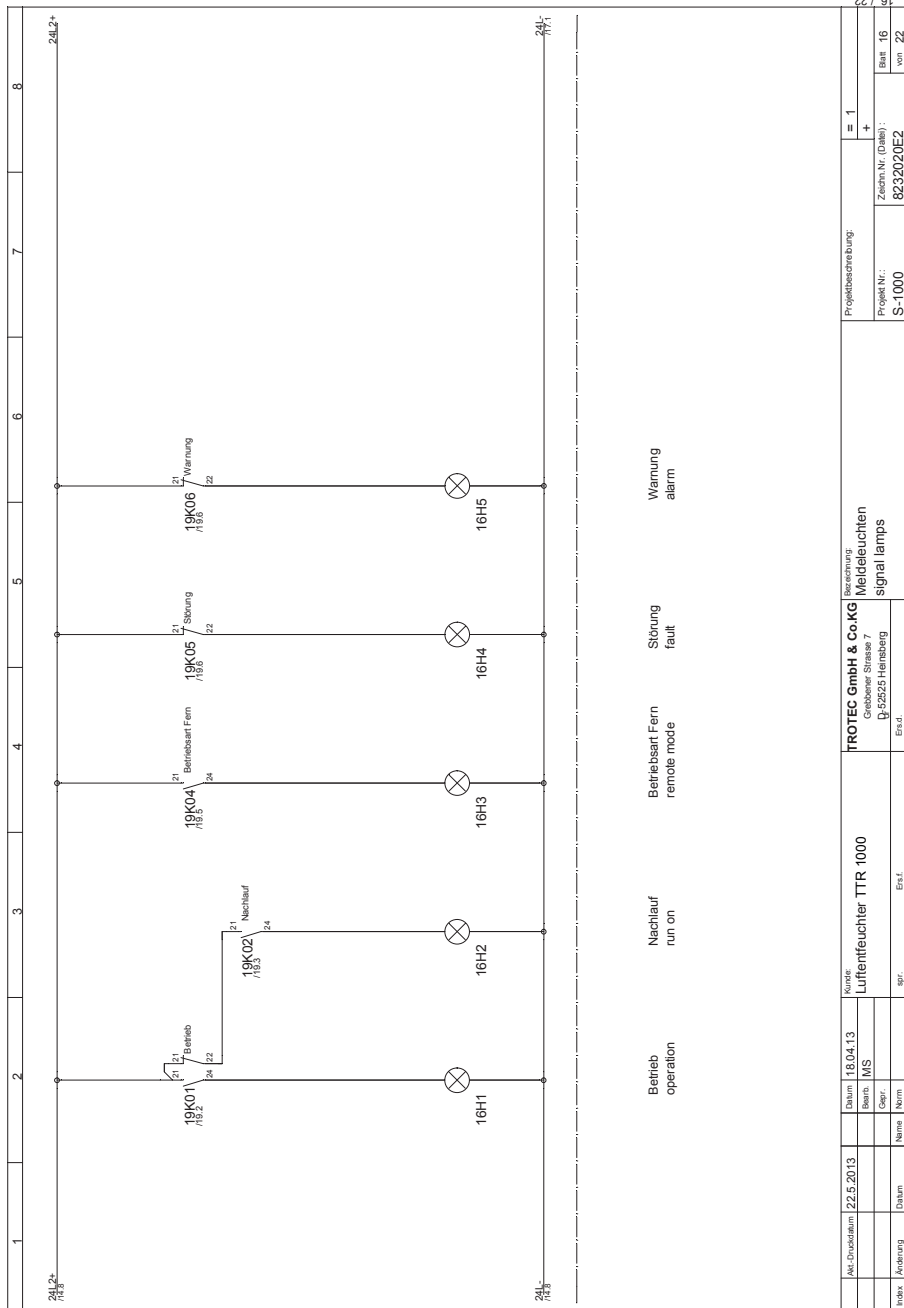 1 2 3 4 5 6 7 8
24L2+
/14.8
24L2+
19K01
/19.2
21
24
21
22
Betrieb
19K02
/19.3
21
24
Nachlauf
19K04
/19.5
21
24
Betriebsart Fern
19K05
/19.6
21
22
Störung
19K06
/19.6
21
22
Warnung
16H1
16H2
16H3
16H4
16H5
24L-
/14.8
24L-
/17.1
Betrieb
operation
Nachlauf
run on
Betriebsart Fern
remote mode
Störung
fault
Warnung
alarm
Akt.-Druckdatum 22.5.2013
Index Änderung Datum Name Norm
Datum 18.04.13
Bearb. MS
Gepr.
Kunde:
Luftentfeuchter TTR 1000
spr. Ers.f. Ers.d.
TROTEC GmbH & Co.KG
Grebbener Strasse 7
D-52525 Heinsberg
Bezeichnung:
Meldeleuchten
signal lamps
Projektbeschreibung:
= 1
+
Projekt Nr.:
S-1000
Zeichn.Nr. (Datei) :
8232020E2
Blatt 16
von 22
16 / 22